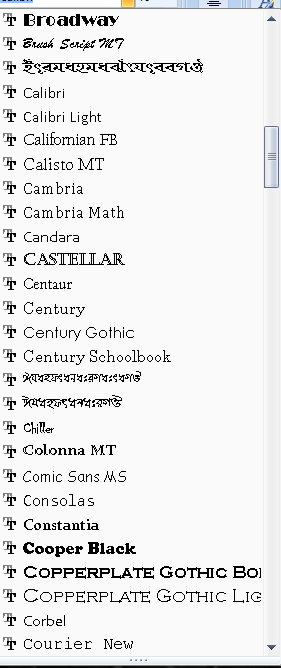 Broadway
Brush Script MT
Calibri
Calibri Light
Californian FB
Calisto MT
Cambria
Cambria Math
Candara
CASTELLAR
Centaur
Century
Century Gothic
Century Schoolbook
Chiller
Colonna MT
Comic Sans MS
Consolas
Constantia
Cooper Black
COPPERPLATE GOTHIC BOL
COPPERPLATE GOTHIC LIG
Corbel
Courier New